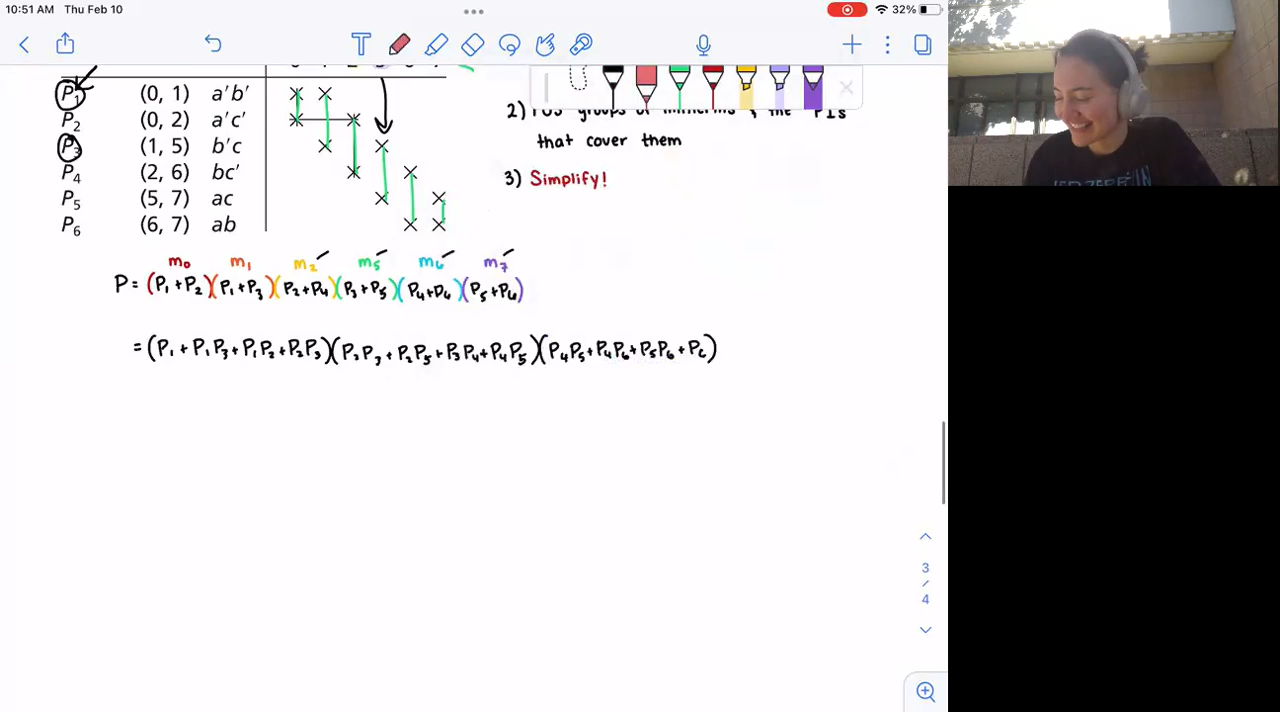 10:51 AM Thu Feb 10
32%
P1 (0, 1) a'b'
P2 (0, 2) a'c'
P3 (1, 5) b'c
P4 (2, 6) bc'
P5 (5, 7) ac
P6 (6, 7) ab
2) POS groups of minterms the PIs
that cover them
3) Simplify!
m0 m1 m2 m5 m6 m7
P = (P1 + P2)(P1 + P3)(P2 + P4)(P3 + P5)(P4 + P6)(P5 + P6)
= (P1 + P1P3 + P1P2 + P2P3)(P2P3 + P2P5 + P3P4 + P4P5)(P4P5 + P4P6 + P5P6 + P6)
3
/
4
LED ZEPPELIN